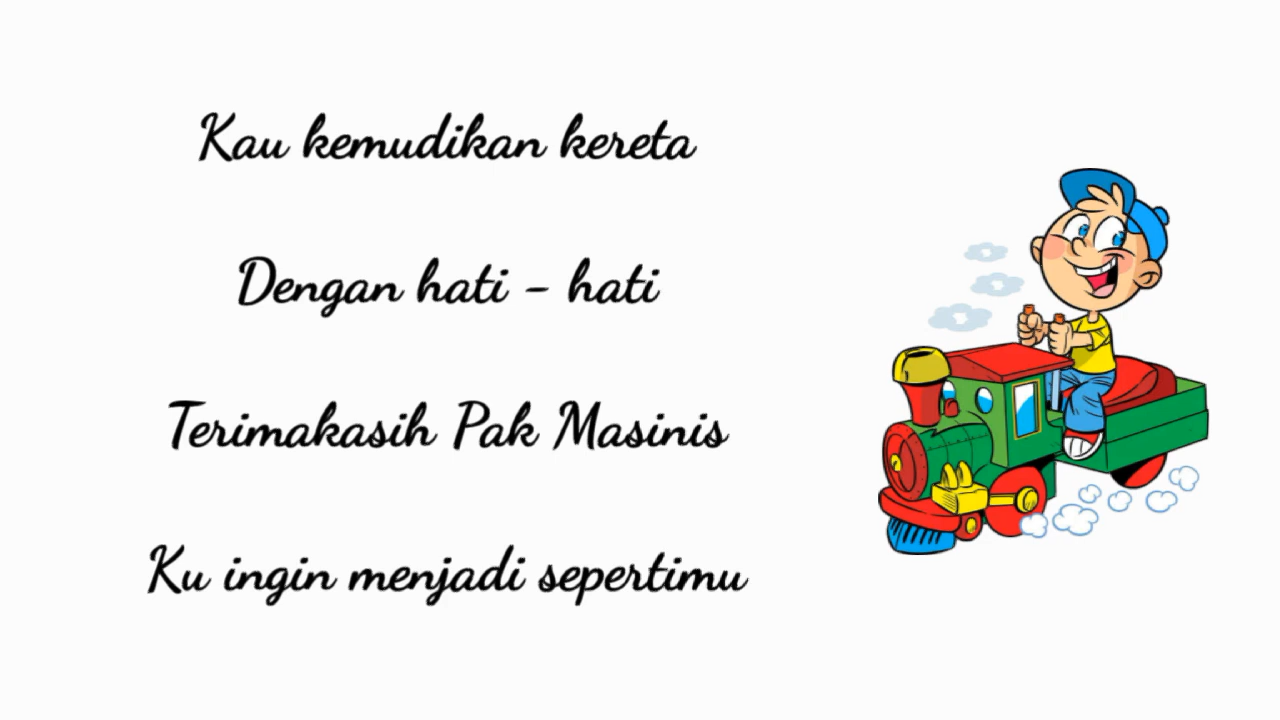 Kau kemudikan kereta
Dengan hati - hati
Terimakasih Pak Masinis
Ku ingin menjadi sepertimu